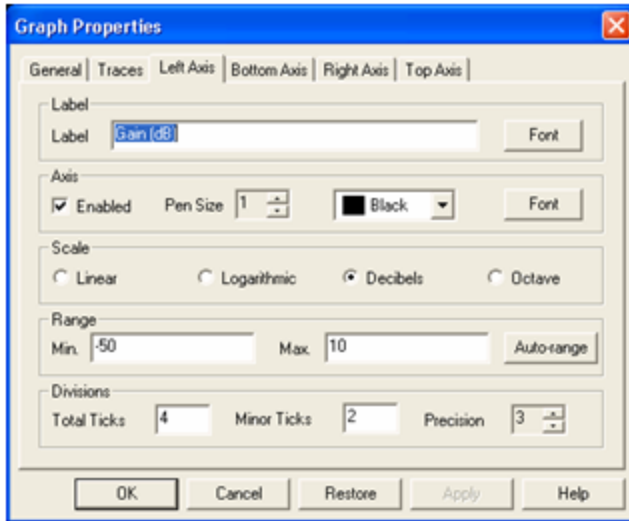 Graph Properties
General Traces Left Axis Bottom Axis Right Axis Top Axis
Label
Label Gain (dB) Font
Axis
Enabled Pen Size 1 Black Font
Scale
Linear Logarithmic Decibels Octave
Range
Min. -50 Max. 10 Auto-range
Divisions
Total Ticks 4 Minor Ticks 2 Precision 3
OK Cancel Restore Apply Help